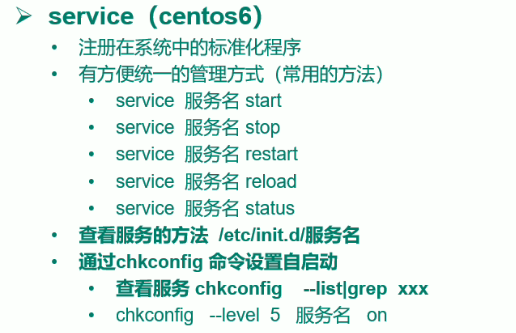 service（centos6）
注册在系统中的标准化程序
有方便统一的管理方式（常用的方法）
service 服务名 start
service 服务名 stop
service 服务名 restart
service 服务名 reload
service 服务名 status
查看服务的方法 /etc/init.d/服务名
通过chkconfig 命令设置自启动
查看服务 chkconfig --list|grep xxx
chkconfig --level 5 服务名 on